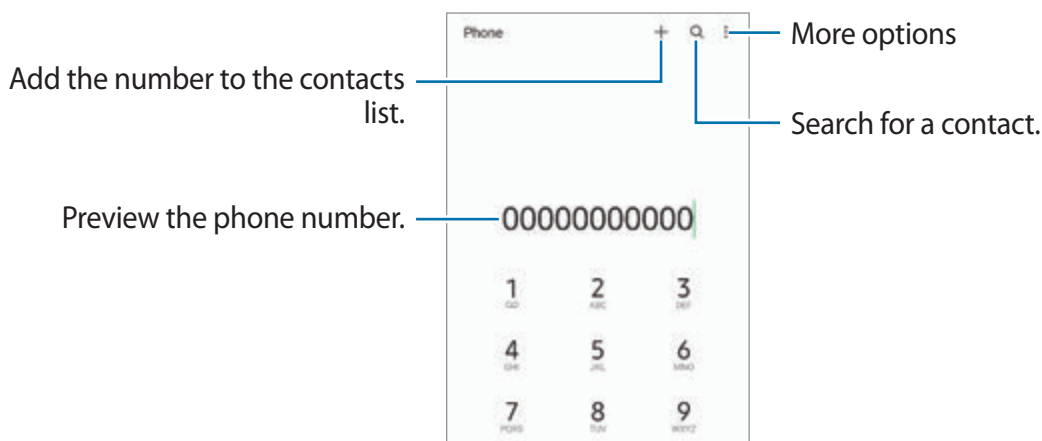 Phone
More options
Add the number to the contacts
list.
Search for a contact.
Preview the phone number.
00000000000
1 2 3
ABC DEF
4 5 6
GHI JKL MNO
7 8 9
PQRS TUV WXYZ